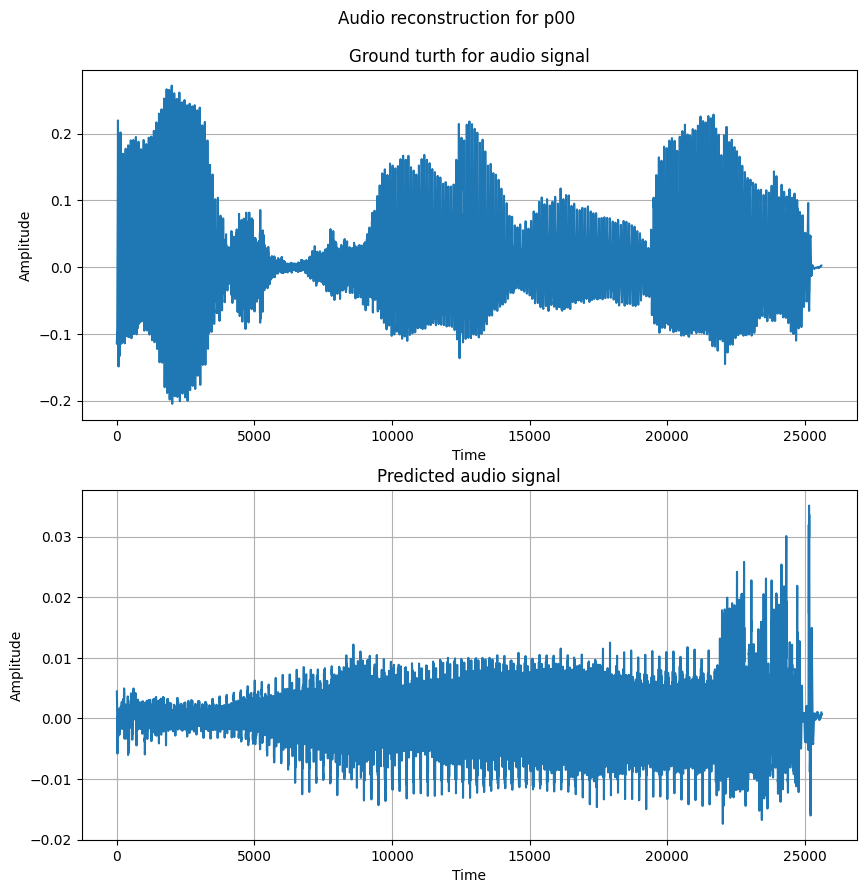 Audio reconstruction for p00
Ground turth for audio signal
0.2
0.1
0.0
−0.1
−0.2
Amplitude
0 5000 10000 15000 20000 25000
Time
Predicted audio signal
0.03
0.02
0.01
0.00
−0.01
−0.02
Amplitude
0 5000 10000 15000 20000 25000
Time